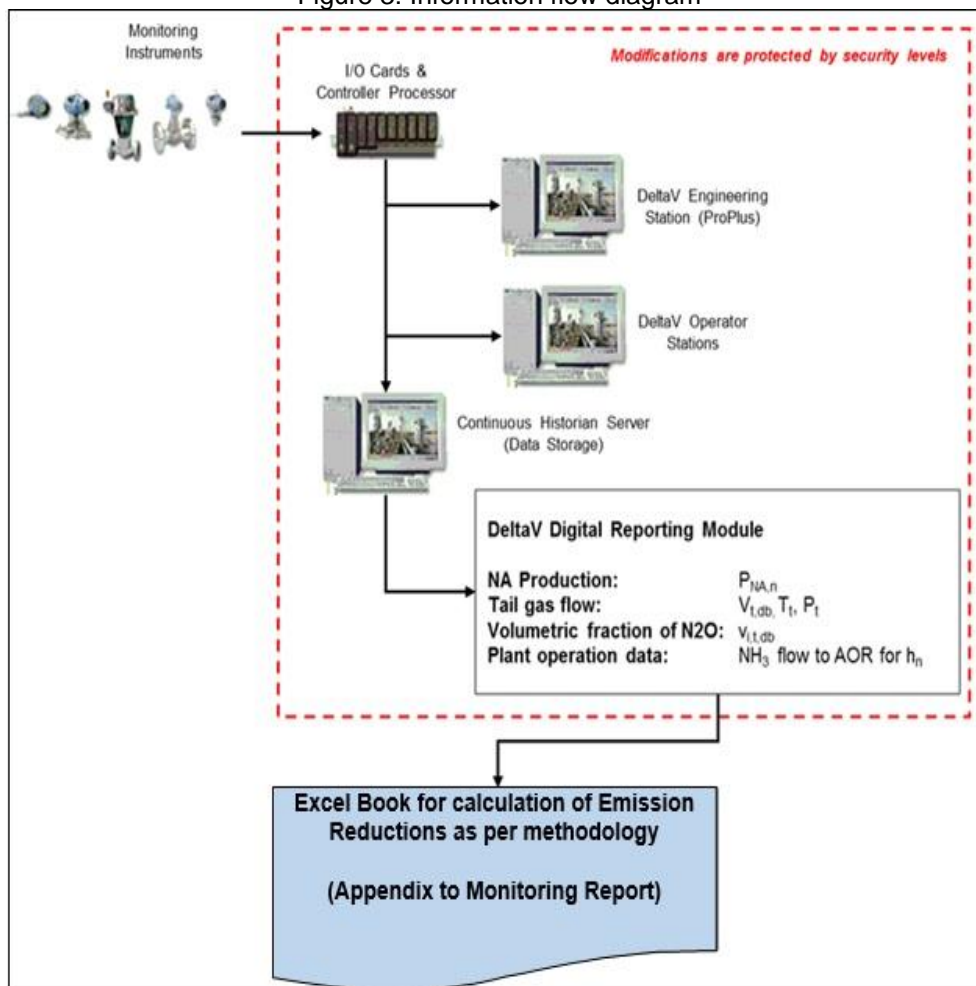 Figure 3. Information flow diagram
Monitoring
Instruments
Modifications are protected by security levels
I/O Cards &
Controller Processor
DeltaV Engineering
Station (ProPlus)
DeltaV Operator
Stations
Continuous Historian Server
(Data Storage)
DeltaV Digital Reporting Module
NA Production: P_NA,n
Tail gas flow: V_t,db, T_t, P_t
Volumetric fraction of N2O: v_i,t,db
Plant operation data: NH₃ flow to AOR for h_n
Excel Book for calculation of Emission
Reductions as per methodology
(Appendix to Monitoring Report)